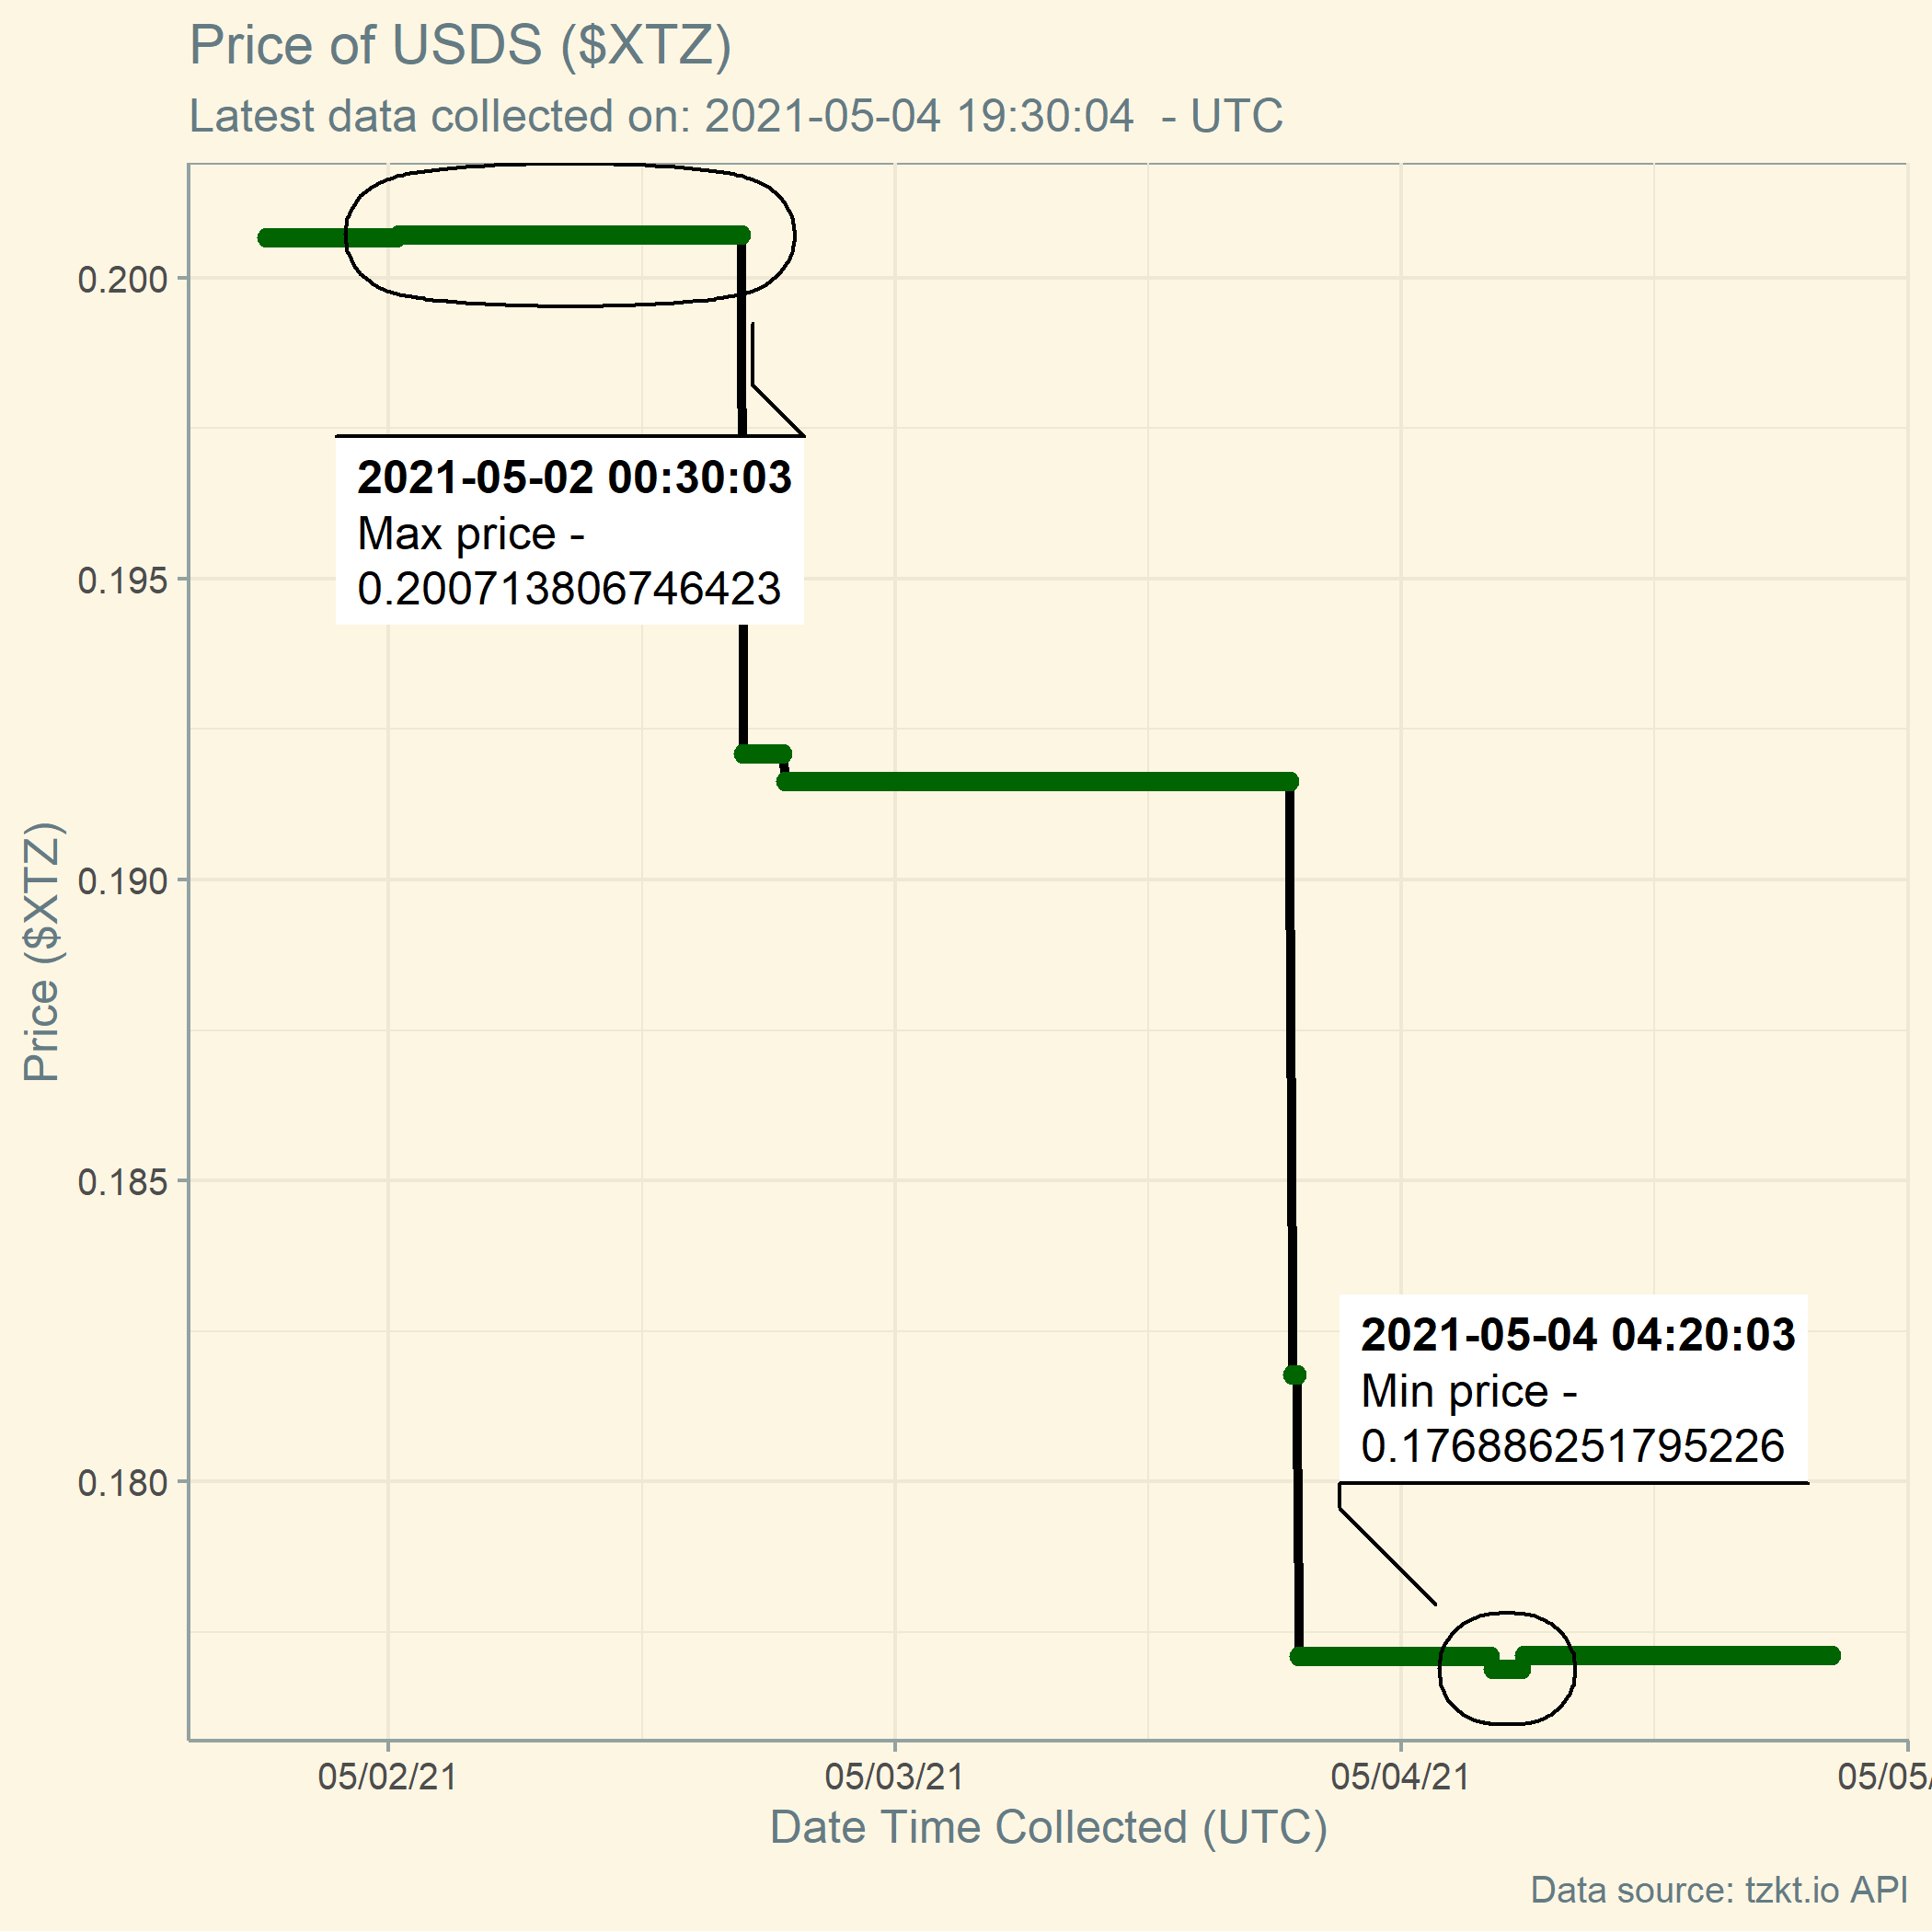 Price of USDS ($XTZ)
Latest data collected on: 2021-05-04 19:30:04  - UTC
0.200
2021-05-02 00:30:03
Max price -
0.200713806746423
0.195
Price ($XTZ)
0.190
0.185
2021-05-04 04:20:03
Min price -
0.176886251795226
0.180
05/02/21
05/03/21
05/04/21
05/05/
Date Time Collected (UTC)
Data source: tzkt.io API